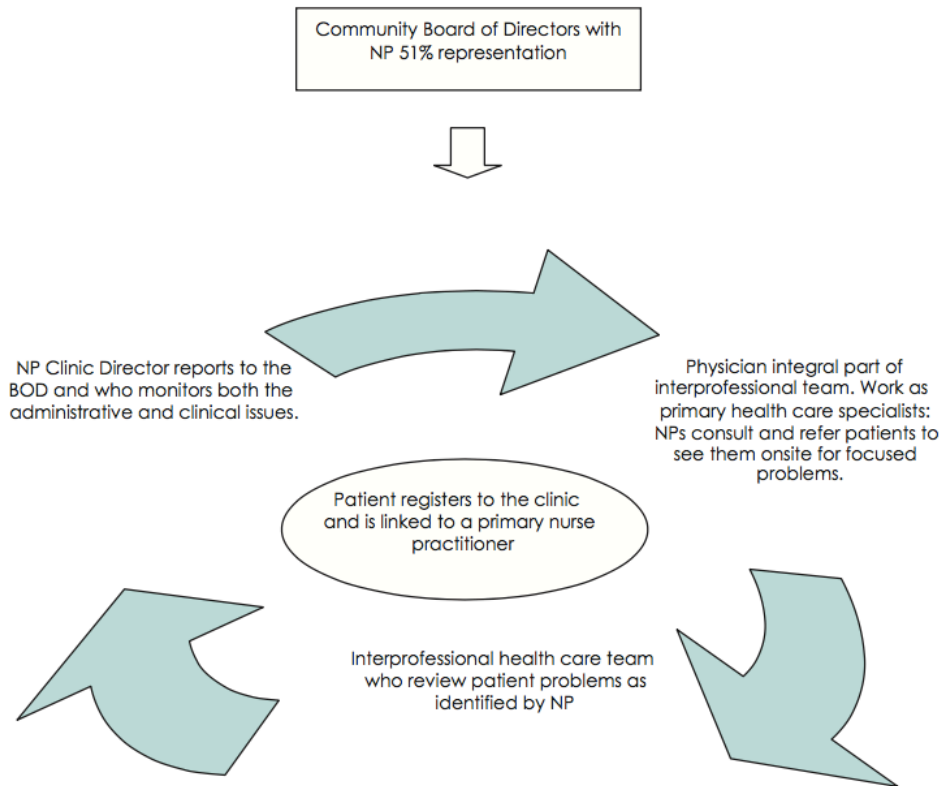 Community Board of Directors with
NP 51% representation
NP Clinic Director reports to the
BOD and who monitors both the
administrative and clinical issues.
Physician integral part of
interprofessional team. Work as
primary health care specialists:
NPs consult and refer patients to
see them onsite for focused
problems.
Patient registers to the clinic
and is linked to a primary nurse
practitioner
Interprofessional health care team
who review patient problems as
identified by NP